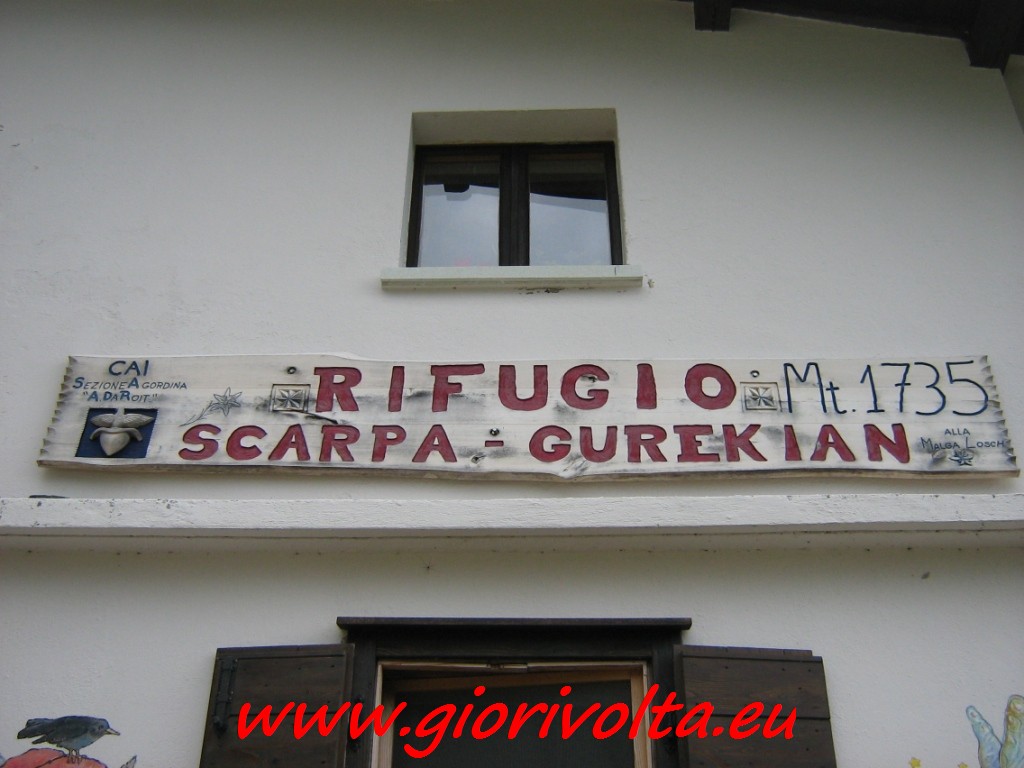 CAI
SEZIONE AGORDINA
"A. DA ROIT"
RIFUGIO
Mt. 1735
SCARPA - GUREKIAN
ALLA
MALGA LOSCH
www.giorivolta.eu